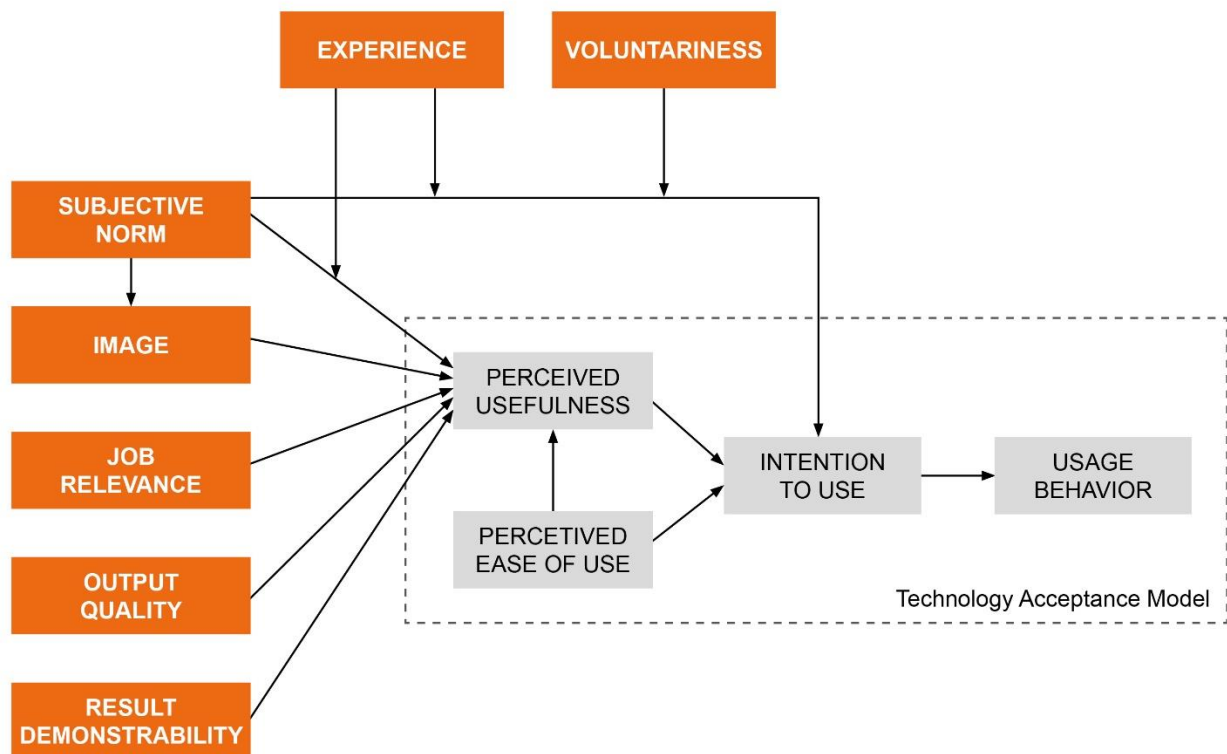 EXPERIENCE
VOLUNTARINESS
SUBJECTIVE
NORM
IMAGE
PERCEIVED
USEFULNESS
JOB
RELEVANCE
INTENTION
TO USE
USAGE
BEHAVIOR
PERCETIVED
EASE OF USE
OUTPUT
QUALITY
Technology Acceptance Model
RESULT
DEMONSTRABILITY